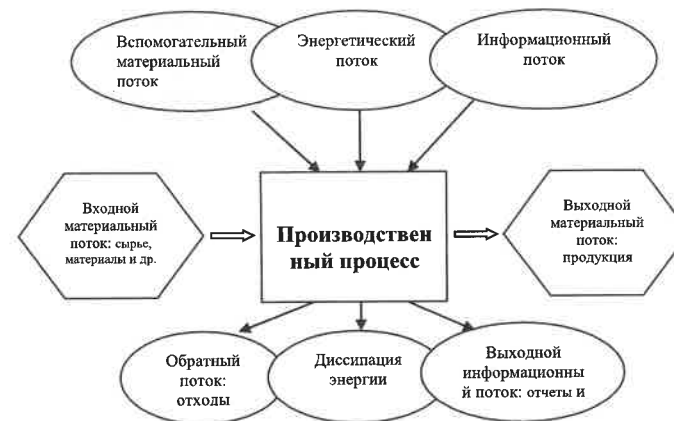 Вспомогательный
материальный
поток
Энергетический
поток
Информационный
поток
Входной
материальный
поток: сырье,
материалы и др.
Производствен
ный процесс
Выходной
материальный
поток:
продукция
Обратный
поток:
отходы
Диссипация
энергии
Выходной
информационны
й поток: отчеты и